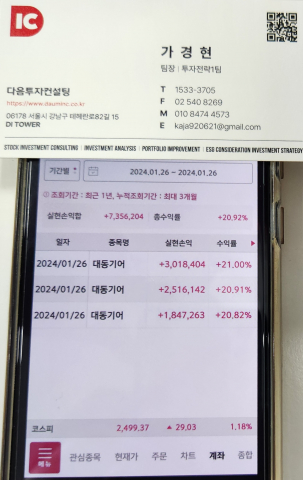 DIC
가 경 현
팀장 | 투자전략1팀
다음투자컨설팅
https://www.dauminc.co.kr
06178 서울시 강남구 테헤란로82길 15
DI TOWER
T 1533-3705
F 02 540 8269
M 010 8474 4573
E kaja920621@gmail.com
STOCK INVESTMENT CONSULTING | INVESTMENT ANALYSIS | PORTFOLIO IMPROVEMENT | ESG CONSIDERATION INVESTMENT STRATEGY
기간별 2024.01.26 ~ 2024.01.26
조회기간 : 최근 1년, 누적조회기간 : 최대 3개월
실현손익합 +7,356,204 총수익률 +20.92%
일자 종목명 실현손익 수익률
2024/01/26 대동기어 +3,018,404 +21.00%
2024/01/26 대동기어 +2,516,142 +20.91%
2024/01/26 대동기어 +1,847,263 +20.82%
코스피 2,499.37 ▲ 29.03 1.18%
메뉴 관심종목 현재가 주문 차트 계좌 종합